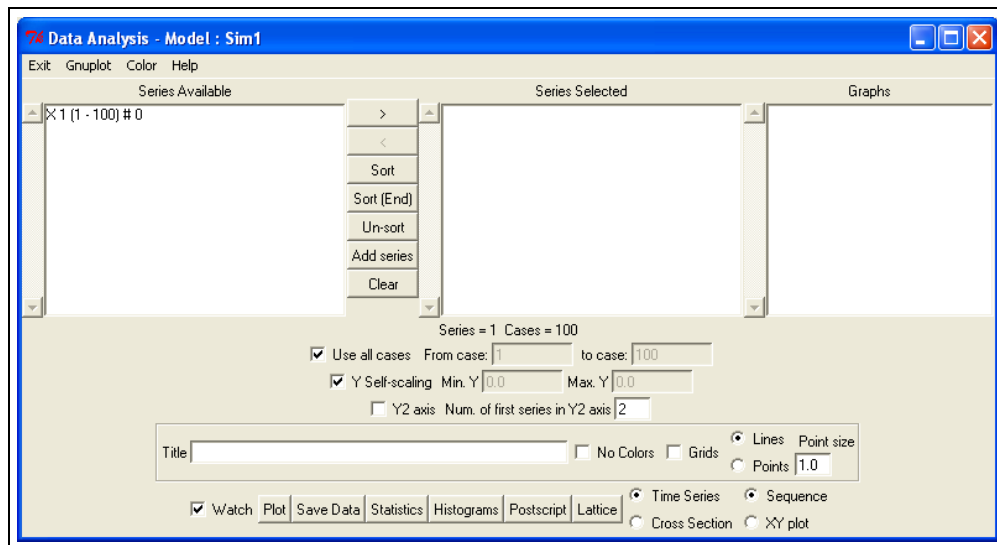 Data Analysis - Model : Sim1
Exit Gnuplot Color Help
Series Available Series Selected Graphs
X 1 (1 - 100) # 0
>
<
Sort
Sort (End)
Un-sort
Add series
Clear
Series = 1 Cases = 100
Use all cases From case: 1 to case: 100
Y Self-scaling Min. Y 0.0 Max. Y 0.0
Y2 axis Num. of first series in Y2 axis 2
Title No Colors Grids Lines Point size
Points 1.0
Watch Plot Save Data Statistics Histograms Postscript Lattice Time Series Sequence
Cross Section XY plot